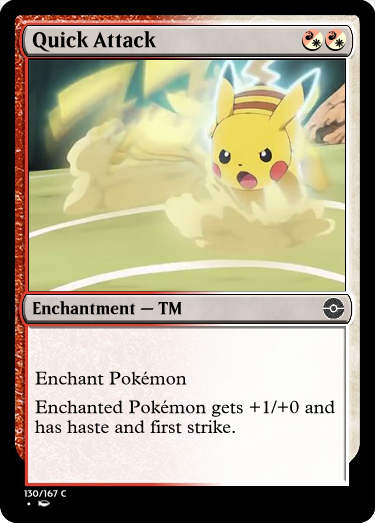 Quick Attack
Enchantment — TM
Enchant Pokémon
Enchanted Pokémon gets +1/+0 and
has haste and first strike.
130/167 C